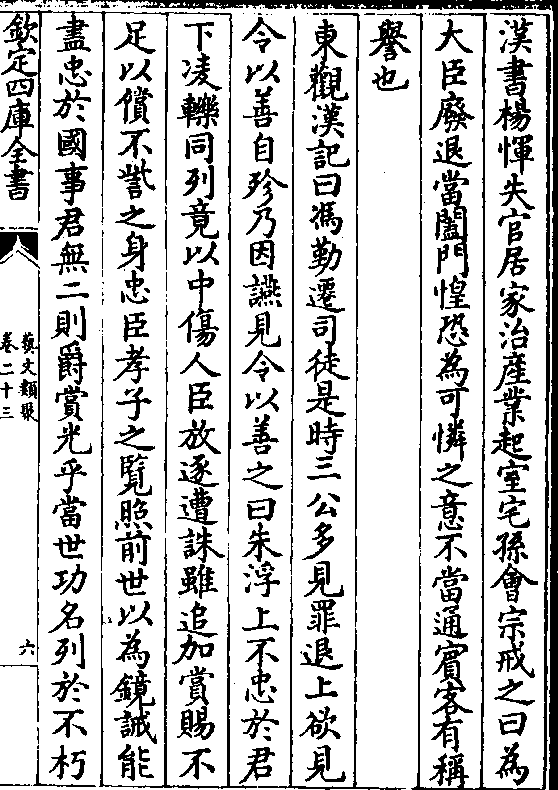 漢書楊惲失官居家治産業起室宅孫會宗戒之曰為
大臣廢退當闔門惶恐為可憐之意不當通賓客有稱
譽也
東觀漢記曰馮勤遷司徒是時三公多見罪退上欲見
令以善自珍乃因讌見令以善之曰朱浮上不忠於君
下凌轢同列竟以中傷人臣放逐遭誅雖追加賞賜不
足以償不訾之身忠臣孝子之覧照前世以為鏡誡能
盡忠於國事君無二則爵賞光乎當世功名列於不朽
欽定四庫全書
藝文類聚
卷二十三
六